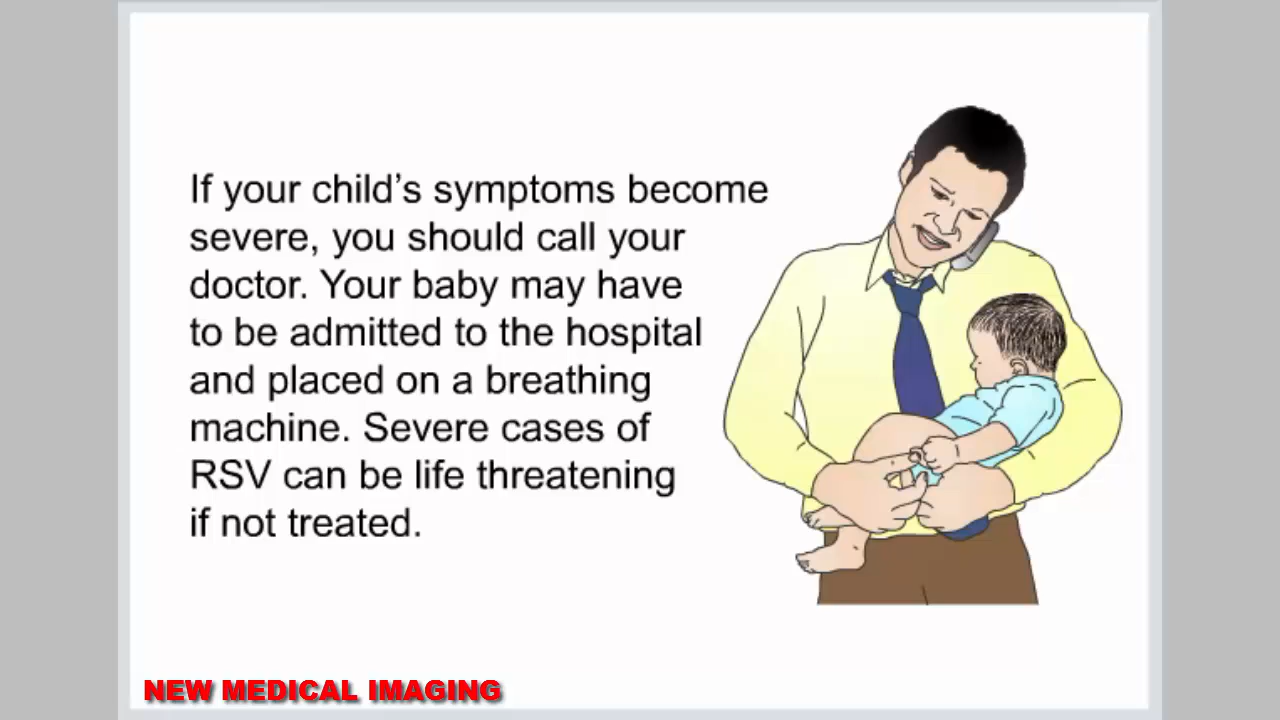 If your child’s symptoms become
severe, you should call your
doctor. Your baby may have
to be admitted to the hospital
and placed on a breathing
machine. Severe cases of
RSV can be life threatening
if not treated.
NEW MEDICAL IMAGING